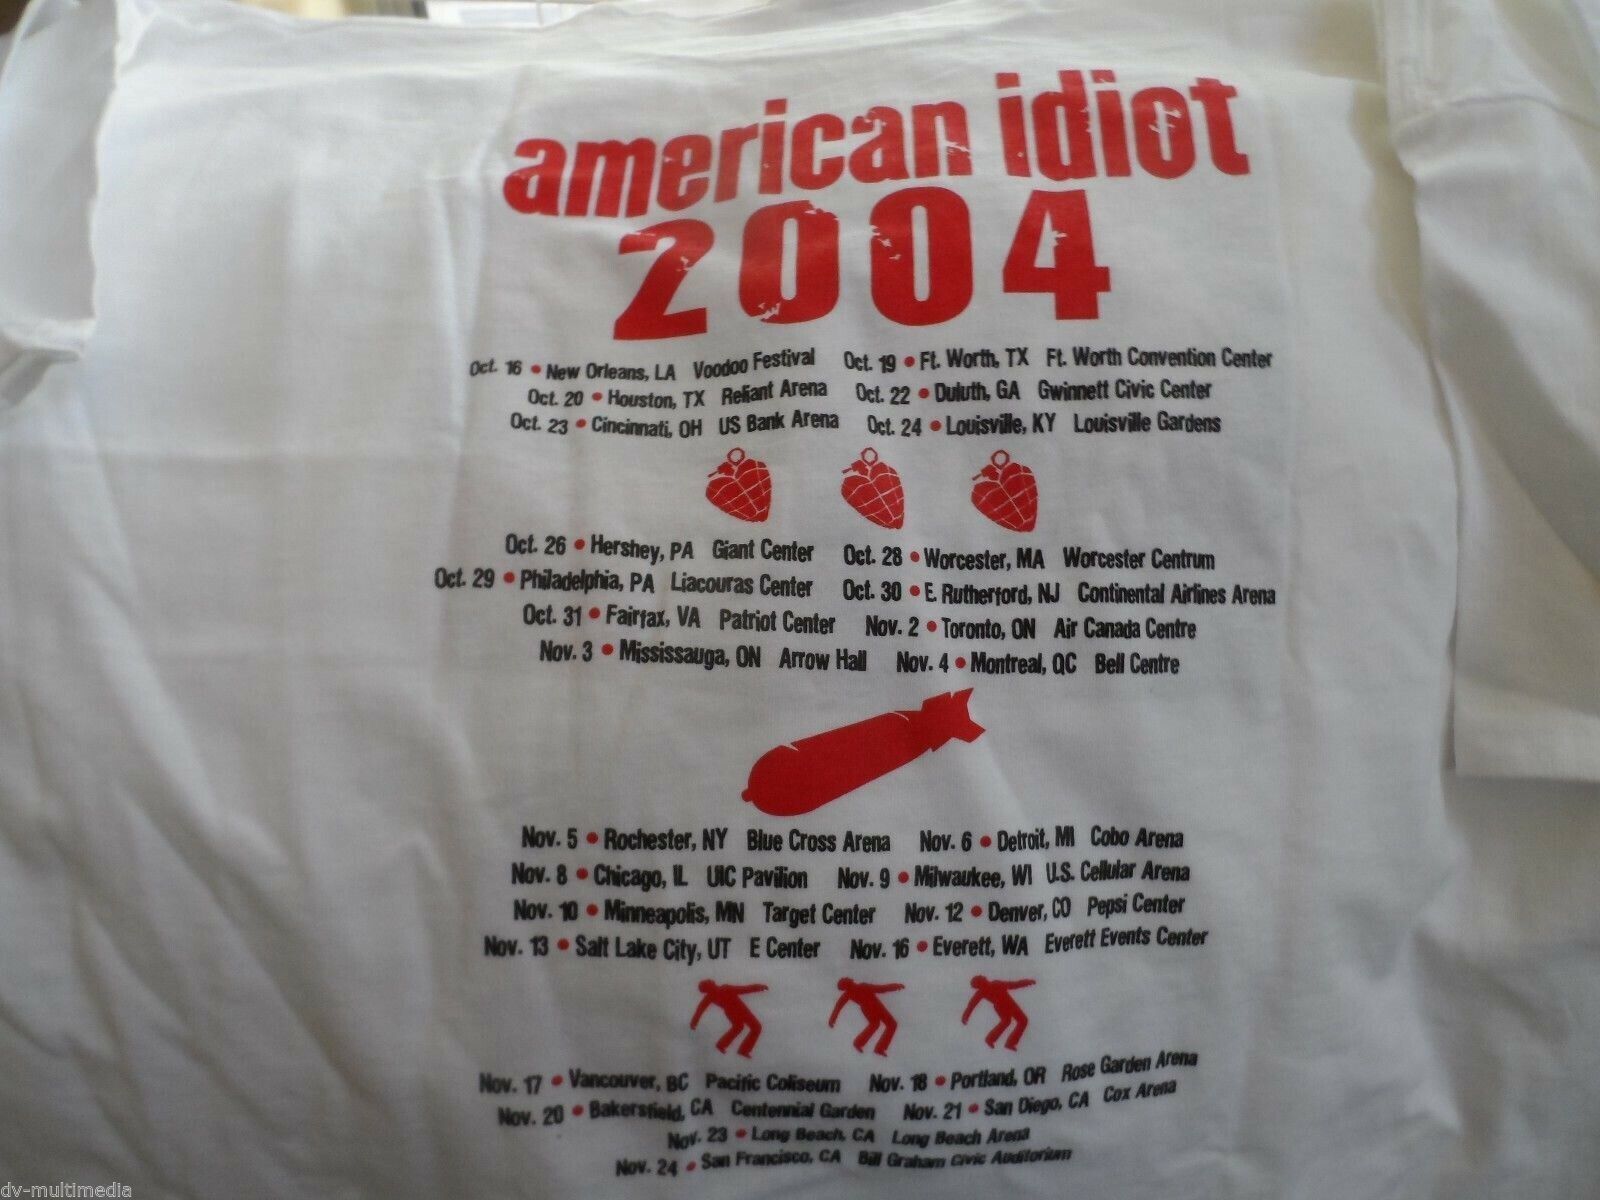 american idiot
2004
Oct. 16 • New Orleans, LA Voodoo Festival Oct. 19 • Ft. Worth, TX Ft. Worth Convention Center
Oct. 20 • Houston, TX Reliant Arena Oct. 22 • Duluth, GA Gwinnett Civic Center
Oct. 23 • Cincinnati, OH US Bank Arena Oct. 24 • Louisville, KY Louisville Gardens
Oct. 26 • Hershey, PA Giant Center Oct. 28 • Worcester, MA Worcester Centrum
Oct. 29 • Philadelphia, PA Liacouras Center Oct. 30 • E. Rutherford, NJ Continental Airlines Arena
Oct. 31 • Fairfax, VA Patriot Center Nov. 2 • Toronto, ON Air Canada Centre
Nov. 3 • Mississauga, ON Arrow Hall Nov. 4 • Montreal, QC Bell Centre
Nov. 5 • Rochester, NY Blue Cross Arena Nov. 6 • Detroit, MI Cobo Arena
Nov. 8 • Chicago, IL UIC Pavilion Nov. 9 • Milwaukee, WI U.S. Cellular Arena
Nov. 10 • Minneapolis, MN Target Center Nov. 12 • Denver, CO Pepsi Center
Nov. 13 • Salt Lake City, UT E Center Nov. 16 • Everett, WA Everett Events Center
Nov. 17 • Vancouver, BC Pacific Coliseum Nov. 18 • Portland, OR Rose Garden Arena
Nov. 20 • Bakersfield, CA Centennial Garden Nov. 21 • San Diego, CA Cox Arena
Nov. 23 • Long Beach, CA Long Beach Arena
Nov. 24 • San Francisco, CA Bill Graham Civic Auditorium
dv-multimedia